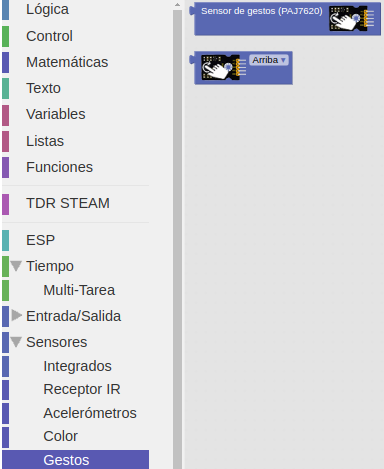 Lógica
Control
Matemáticas
Texto
Variables
Listas
Funciones
TDR STEAM
ESP
Tiempo
Multi-Tarea
Entrada/Salida
Sensores
Integrados
Receptor IR
Acelerómetros
Color
Gestos
Sensor de gestos (PAJ7620)
Arriba